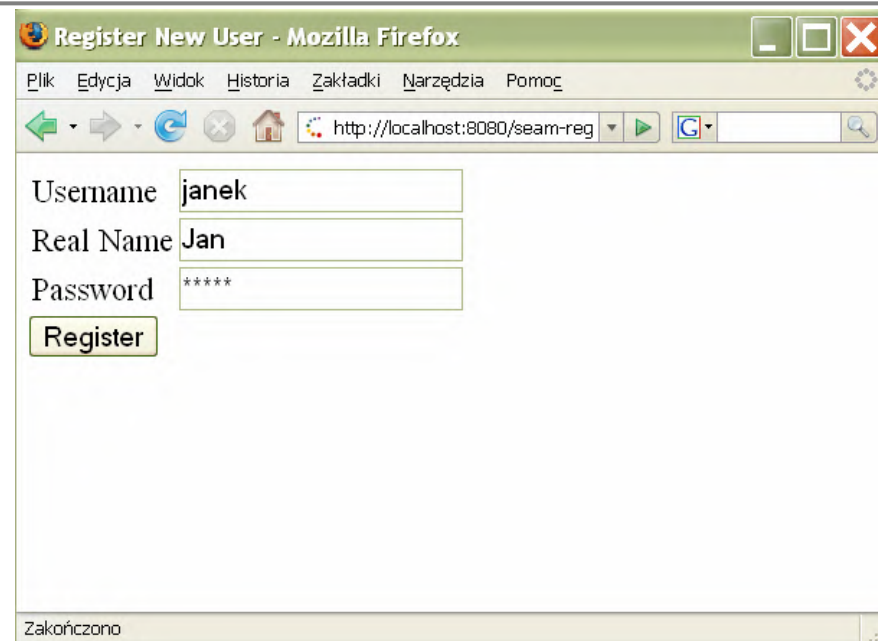 Register New User - Mozilla Firefox
Plik Edycja Widok Historia Zakładki Narzędzia Pomoc
http://localhost:8080/seam-reg G
Username janek
Real Name Jan
Password *****
Register
Zakończono